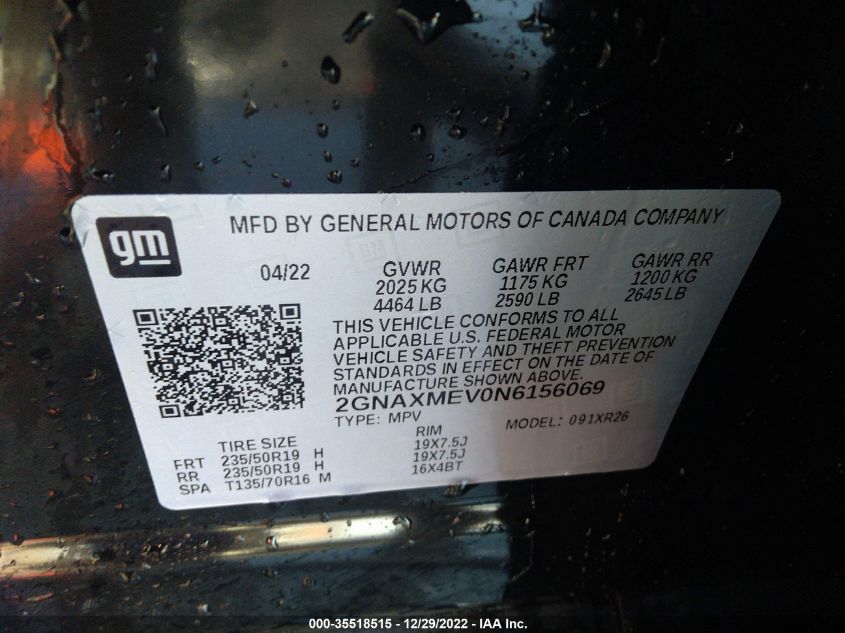 gm
MFD BY GENERAL MOTORS OF CANADA COMPANY
04/22
GVWR
2025 KG
4464 LB
GAWR FRT
1175 KG
2590 LB
GAWR RR
1200 KG
2645 LB
THIS VEHICLE CONFORMS TO ALL
APPLICABLE U.S. FEDERAL MOTOR
VEHICLE SAFETY AND THEFT PREVENTION
STANDARDS IN EFFECT ON THE DATE OF
MANUFACTURE SHOWN ABOVE.
2GNAXMEV0N6156069
TYPE: MPV MODEL: 091XR26
TIRE SIZE RIM
FRT 235/50R19 H 19X7.5J
RR 235/50R19 H 19X7.5J
SPA T135/70R16 M 16X4BT
000-35518515 - 12/29/2022 - IAA Inc.